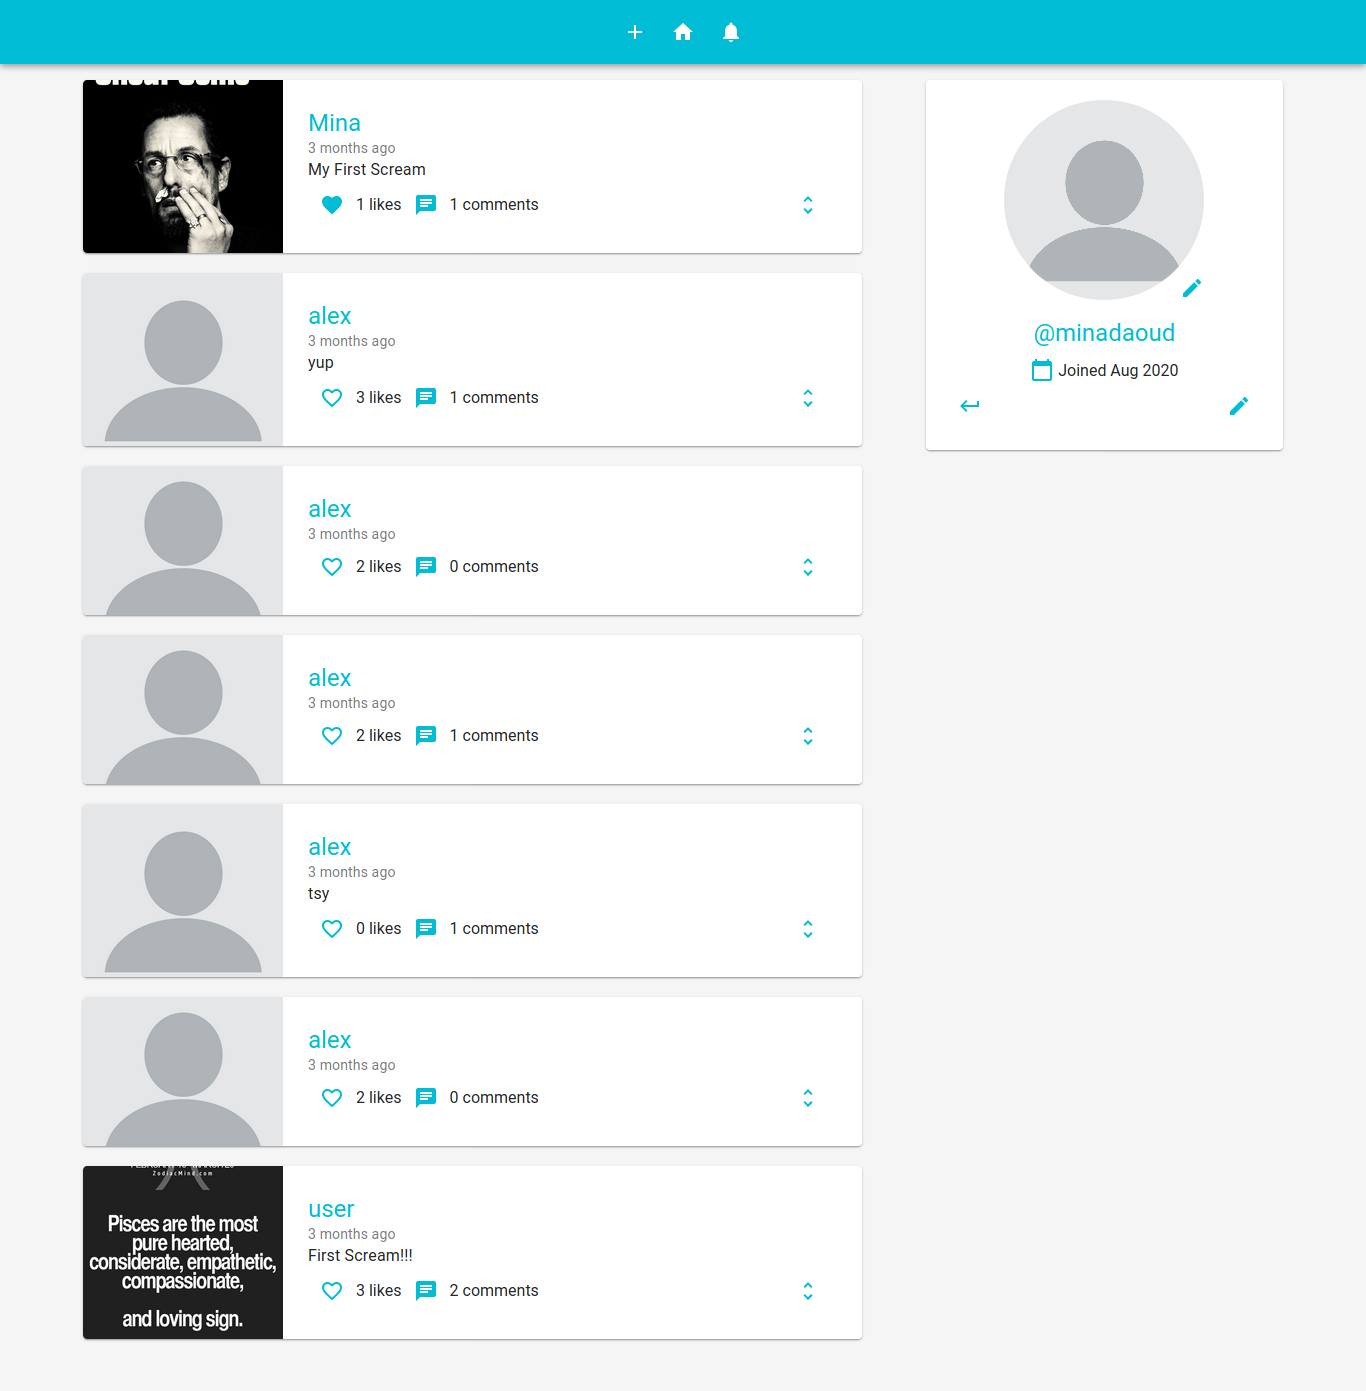 Mina
3 months ago
My First Scream
1 likes 1 comments
alex
3 months ago
yup
3 likes 1 comments
alex
3 months ago
2 likes 0 comments
alex
3 months ago
2 likes 1 comments
alex
3 months ago
tsy
0 likes 1 comments
alex
3 months ago
2 likes 0 comments
ZodiacMind.com
Pisces are the most
pure hearted,
considerate, empathetic,
compassionate,
and loving sign.
user
3 months ago
First Scream!!!
3 likes 2 comments
@minadaoud
Joined Aug 2020